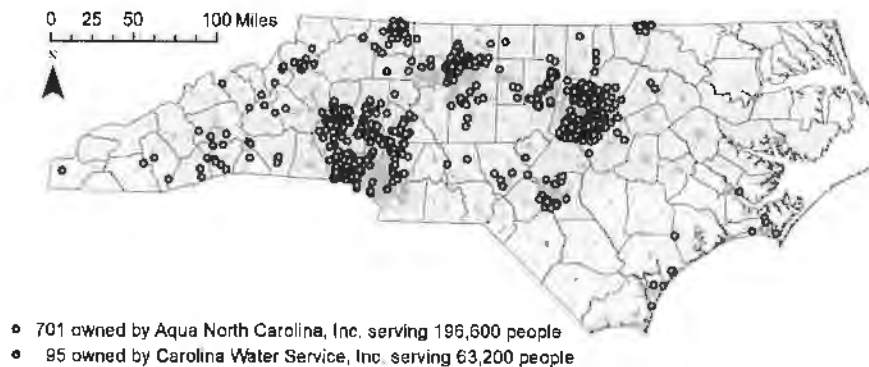 0 25 50 100 Miles
N
701 owned by Aqua North Carolina, Inc. serving 196,600 people
95 owned by Carolina Water Service, Inc. serving 63,200 people